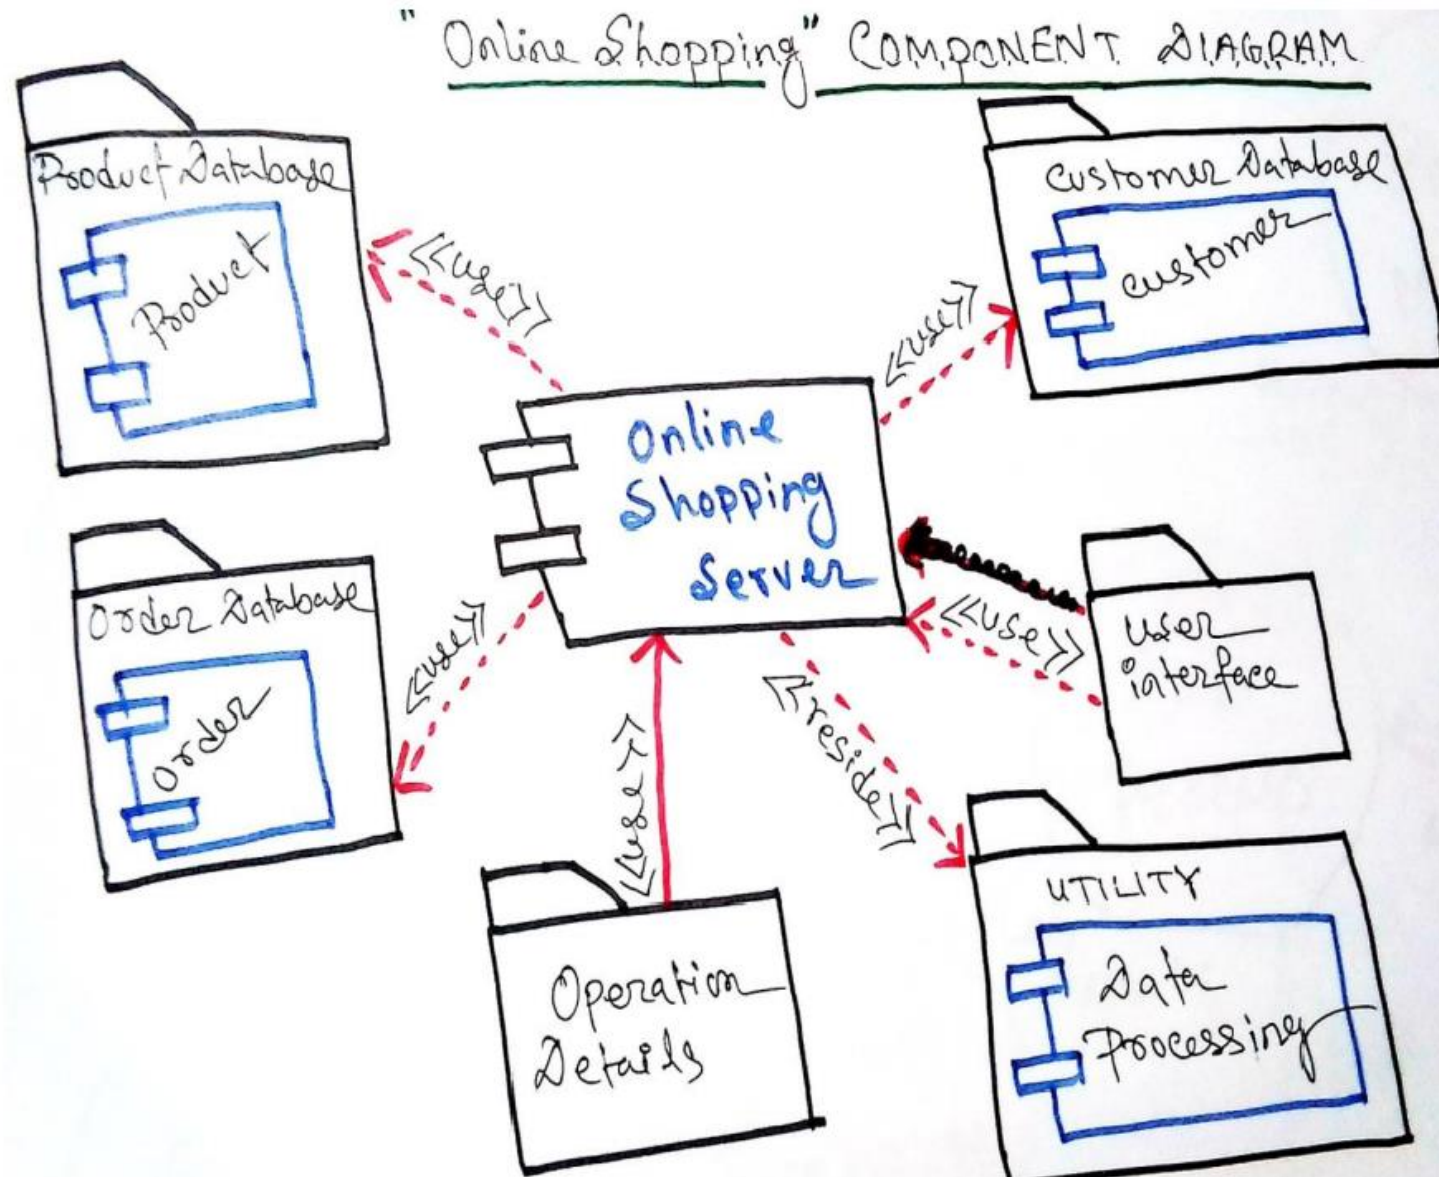 "Online Shopping" COMPONENT DIAGRAM
Product Database
Product
<<use>>
Customer Database
Customer
<<use>>
Online
Shopping
Server
Order Database
Order
<<use>>
<<use>>
User
interface
<<use>>
<<reside>>
Operation
Details
UTILITY
Data
Processing